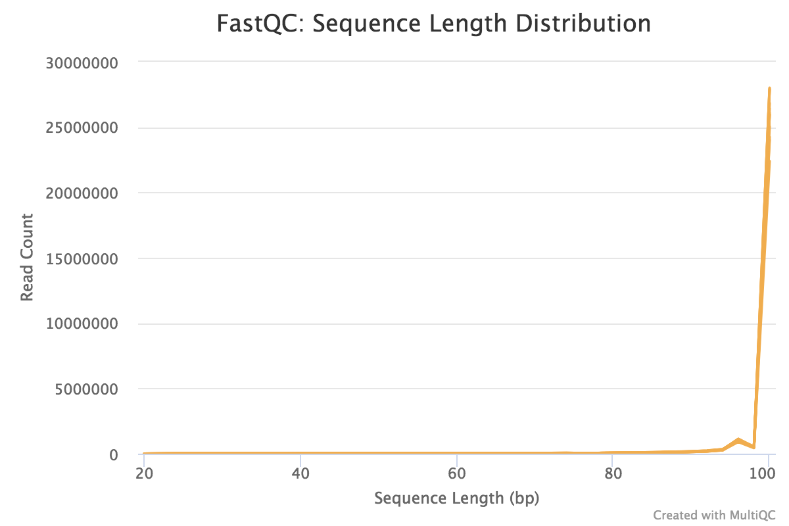 FastQC: Sequence Length Distribution
30000000
25000000
20000000
15000000
10000000
5000000
0
Read Count
20 40 60 80 100
Sequence Length (bp)
Created with MultiQC